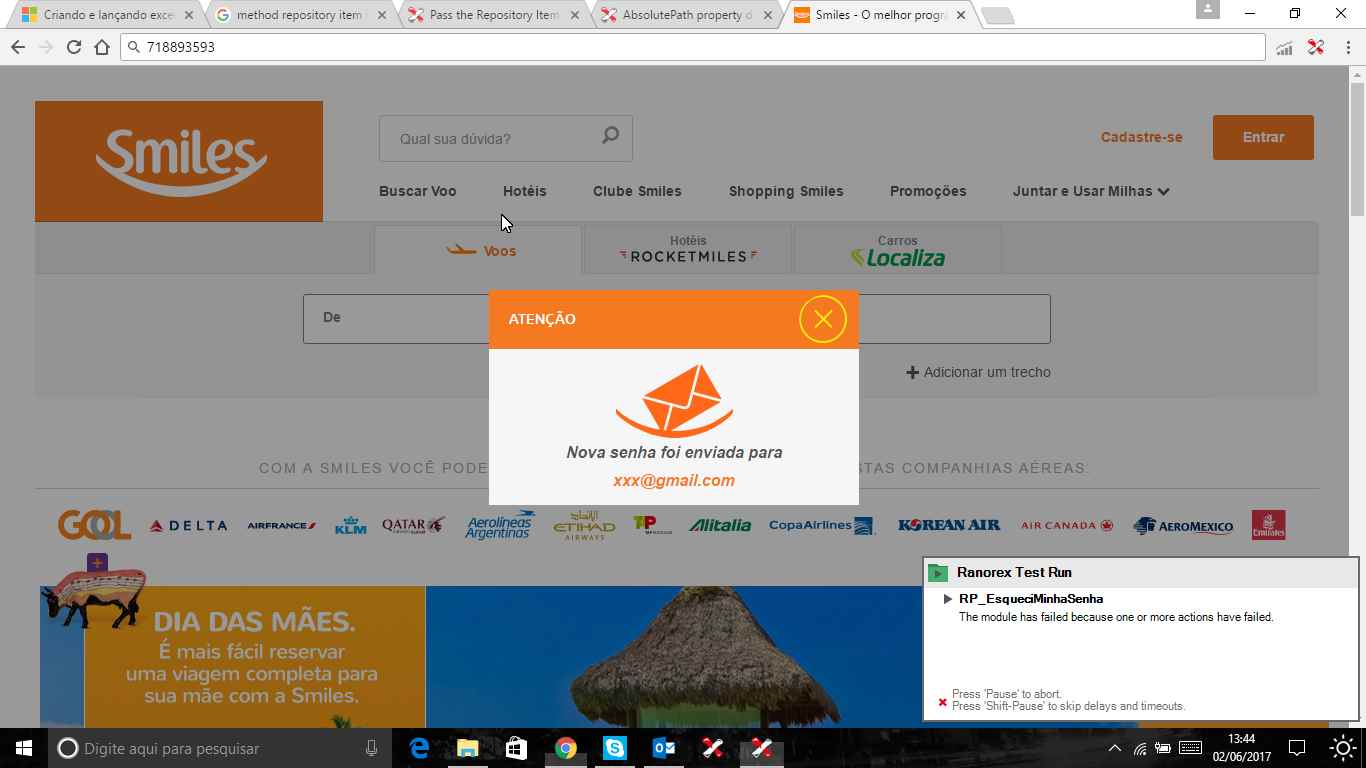 Criando e lançando exce
method repository item
Pass the Repository Item
AbsolutePath property o
Smiles - O melhor progra
718893593
Smiles
Qual sua dúvida?
Cadastre-se
Entrar
Buscar Voo
Hotéis
Clube Smiles
Shopping Smiles
Promoções
Juntar e Usar Milhas
Voos
Hotéis
ROCKETMILES
Carros
Localiza
De
ATENÇÃO
Adicionar um trecho
Nova senha foi enviada para
xxx@gmail.com
COM A SMILES VOCÊ PODE
STAS COMPANHIAS AÉREAS:
GOL
DELTA
AIRFRANCE
KLM
QATAR
Aerolíneas Argentinas
ETIHAD AIRWAYS
TAP
Alitalia
CopaAirlines
KOREAN AIR
AIR CANADA
AEROMEXICO
Emirates
DIA DAS MÃES.
É mais fácil reservar
uma viagem completa para
sua mãe com a Smiles.
Ranorex Test Run
RP_EsqueciMinhaSenha
The module has failed because one or more actions have failed.
Press 'Pause' to abort.
Press 'Shift-Pause' to skip delays and timeouts.
Digite aqui para pesquisar
13:44
02/06/2017